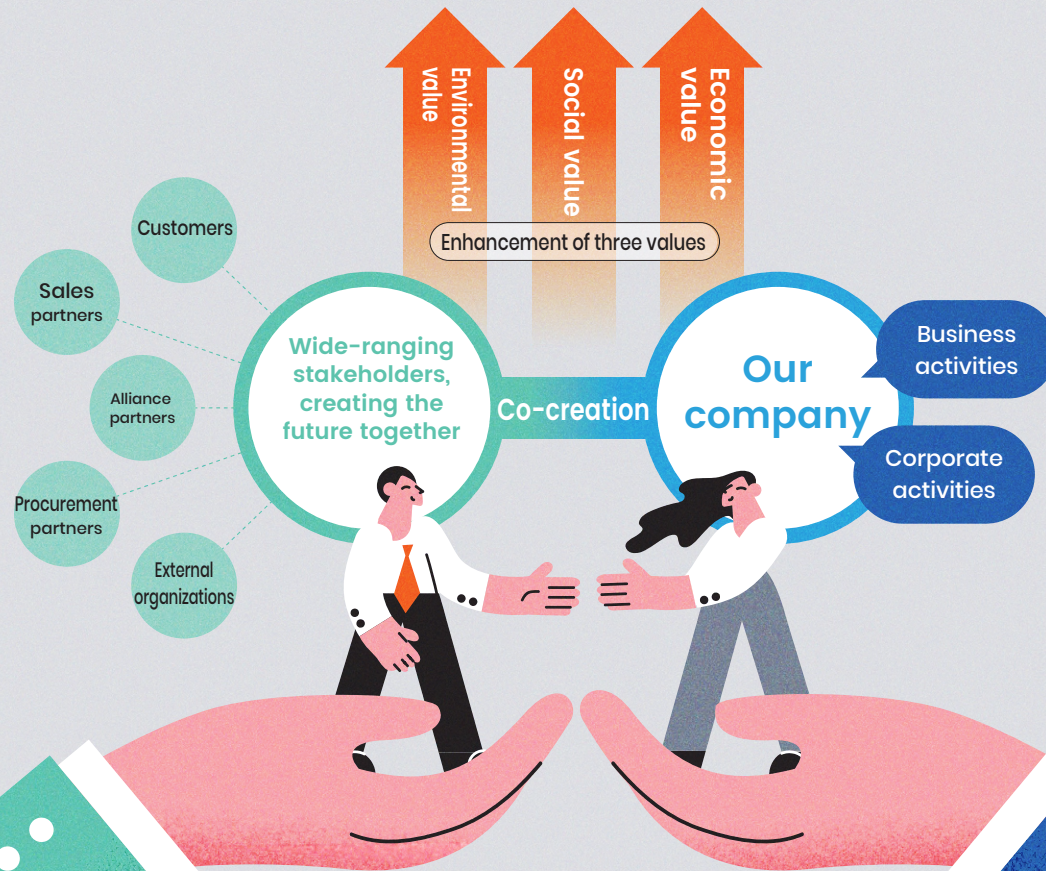 Environmental
value
Social value
Economic
value
Enhancement of three values
Customers
Sales
partners
Alliance
partners
Procurement
partners
External
organizations
Wide-ranging
stakeholders,
creating the
future together
Co-creation
Our
company
Business
activities
Corporate
activities